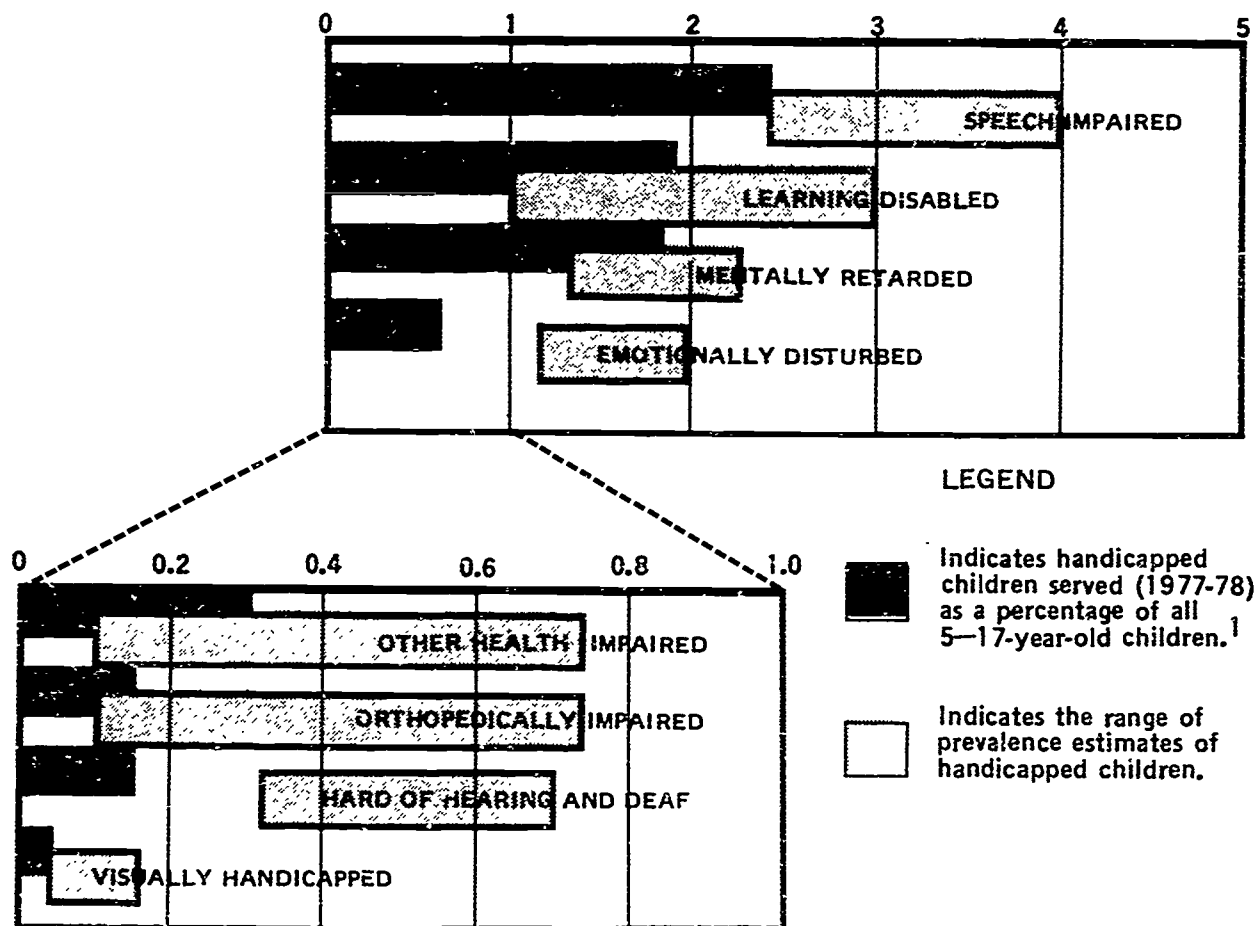 0 1 2 3 4 5
SPEECH IMPAIRED
LEARNING DISABLED
MENTALLY RETARDED
EMOTIONALLY DISTURBED
0 0.2 0.4 0.6 0.8 1.0
OTHER HEALTH IMPAIRED
ORTHOPEDICALLY IMPAIRED
HARD OF HEARING AND DEAF
VISUALLY HANDICAPPED
LEGEND
Indicates handicapped
children served (1977-78)
as a percentage of all
5—17-year-old children.1
Indicates the range of
prevalence estimates of
handicapped children.